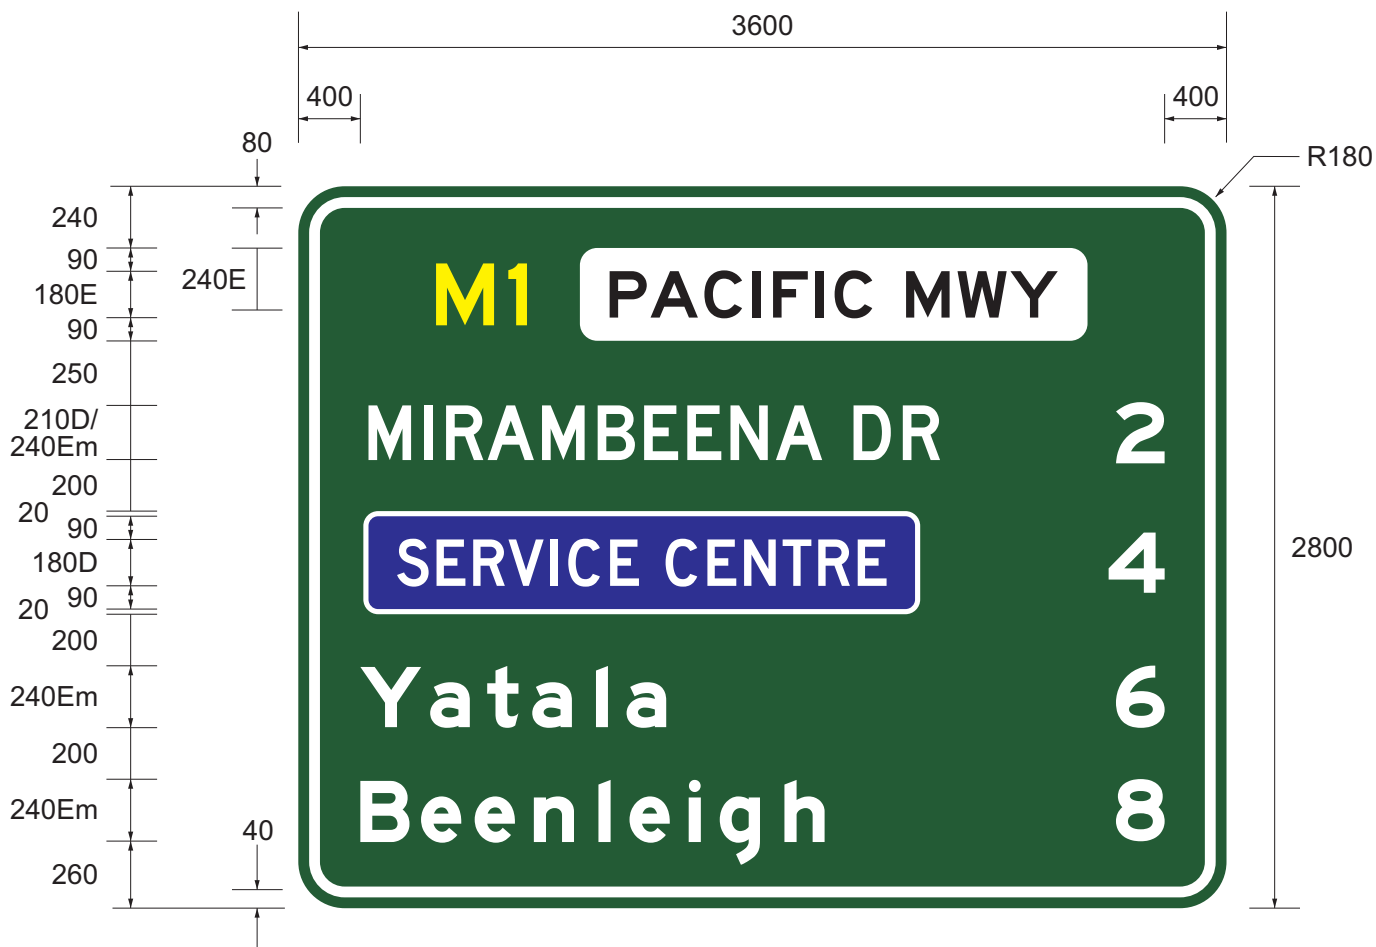 3600
400 400
80
R180
240
90
240E
180E
90
M1 PACIFIC MWY
250
210D/
240Em
MIRAMBEENA DR 2
200
20
90
180D
SERVICE CENTRE 4
2800
90
20
200
240Em
Yatala 6
200
240Em
Beenleigh 8
40
260